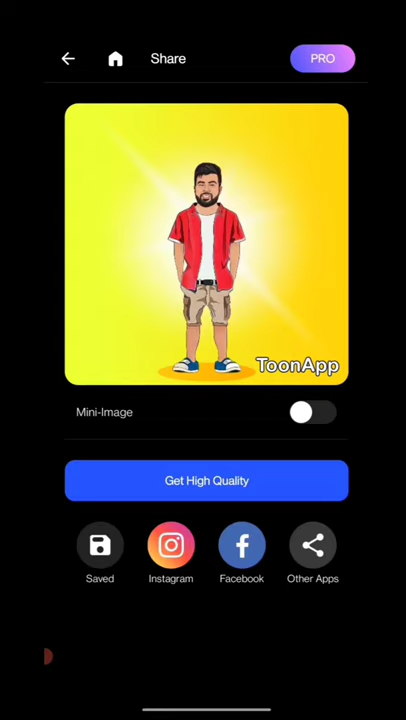 Share
PRO
ToonApp
Mini-Image
Get High Quality
Saved
Instagram
Facebook
Other Apps